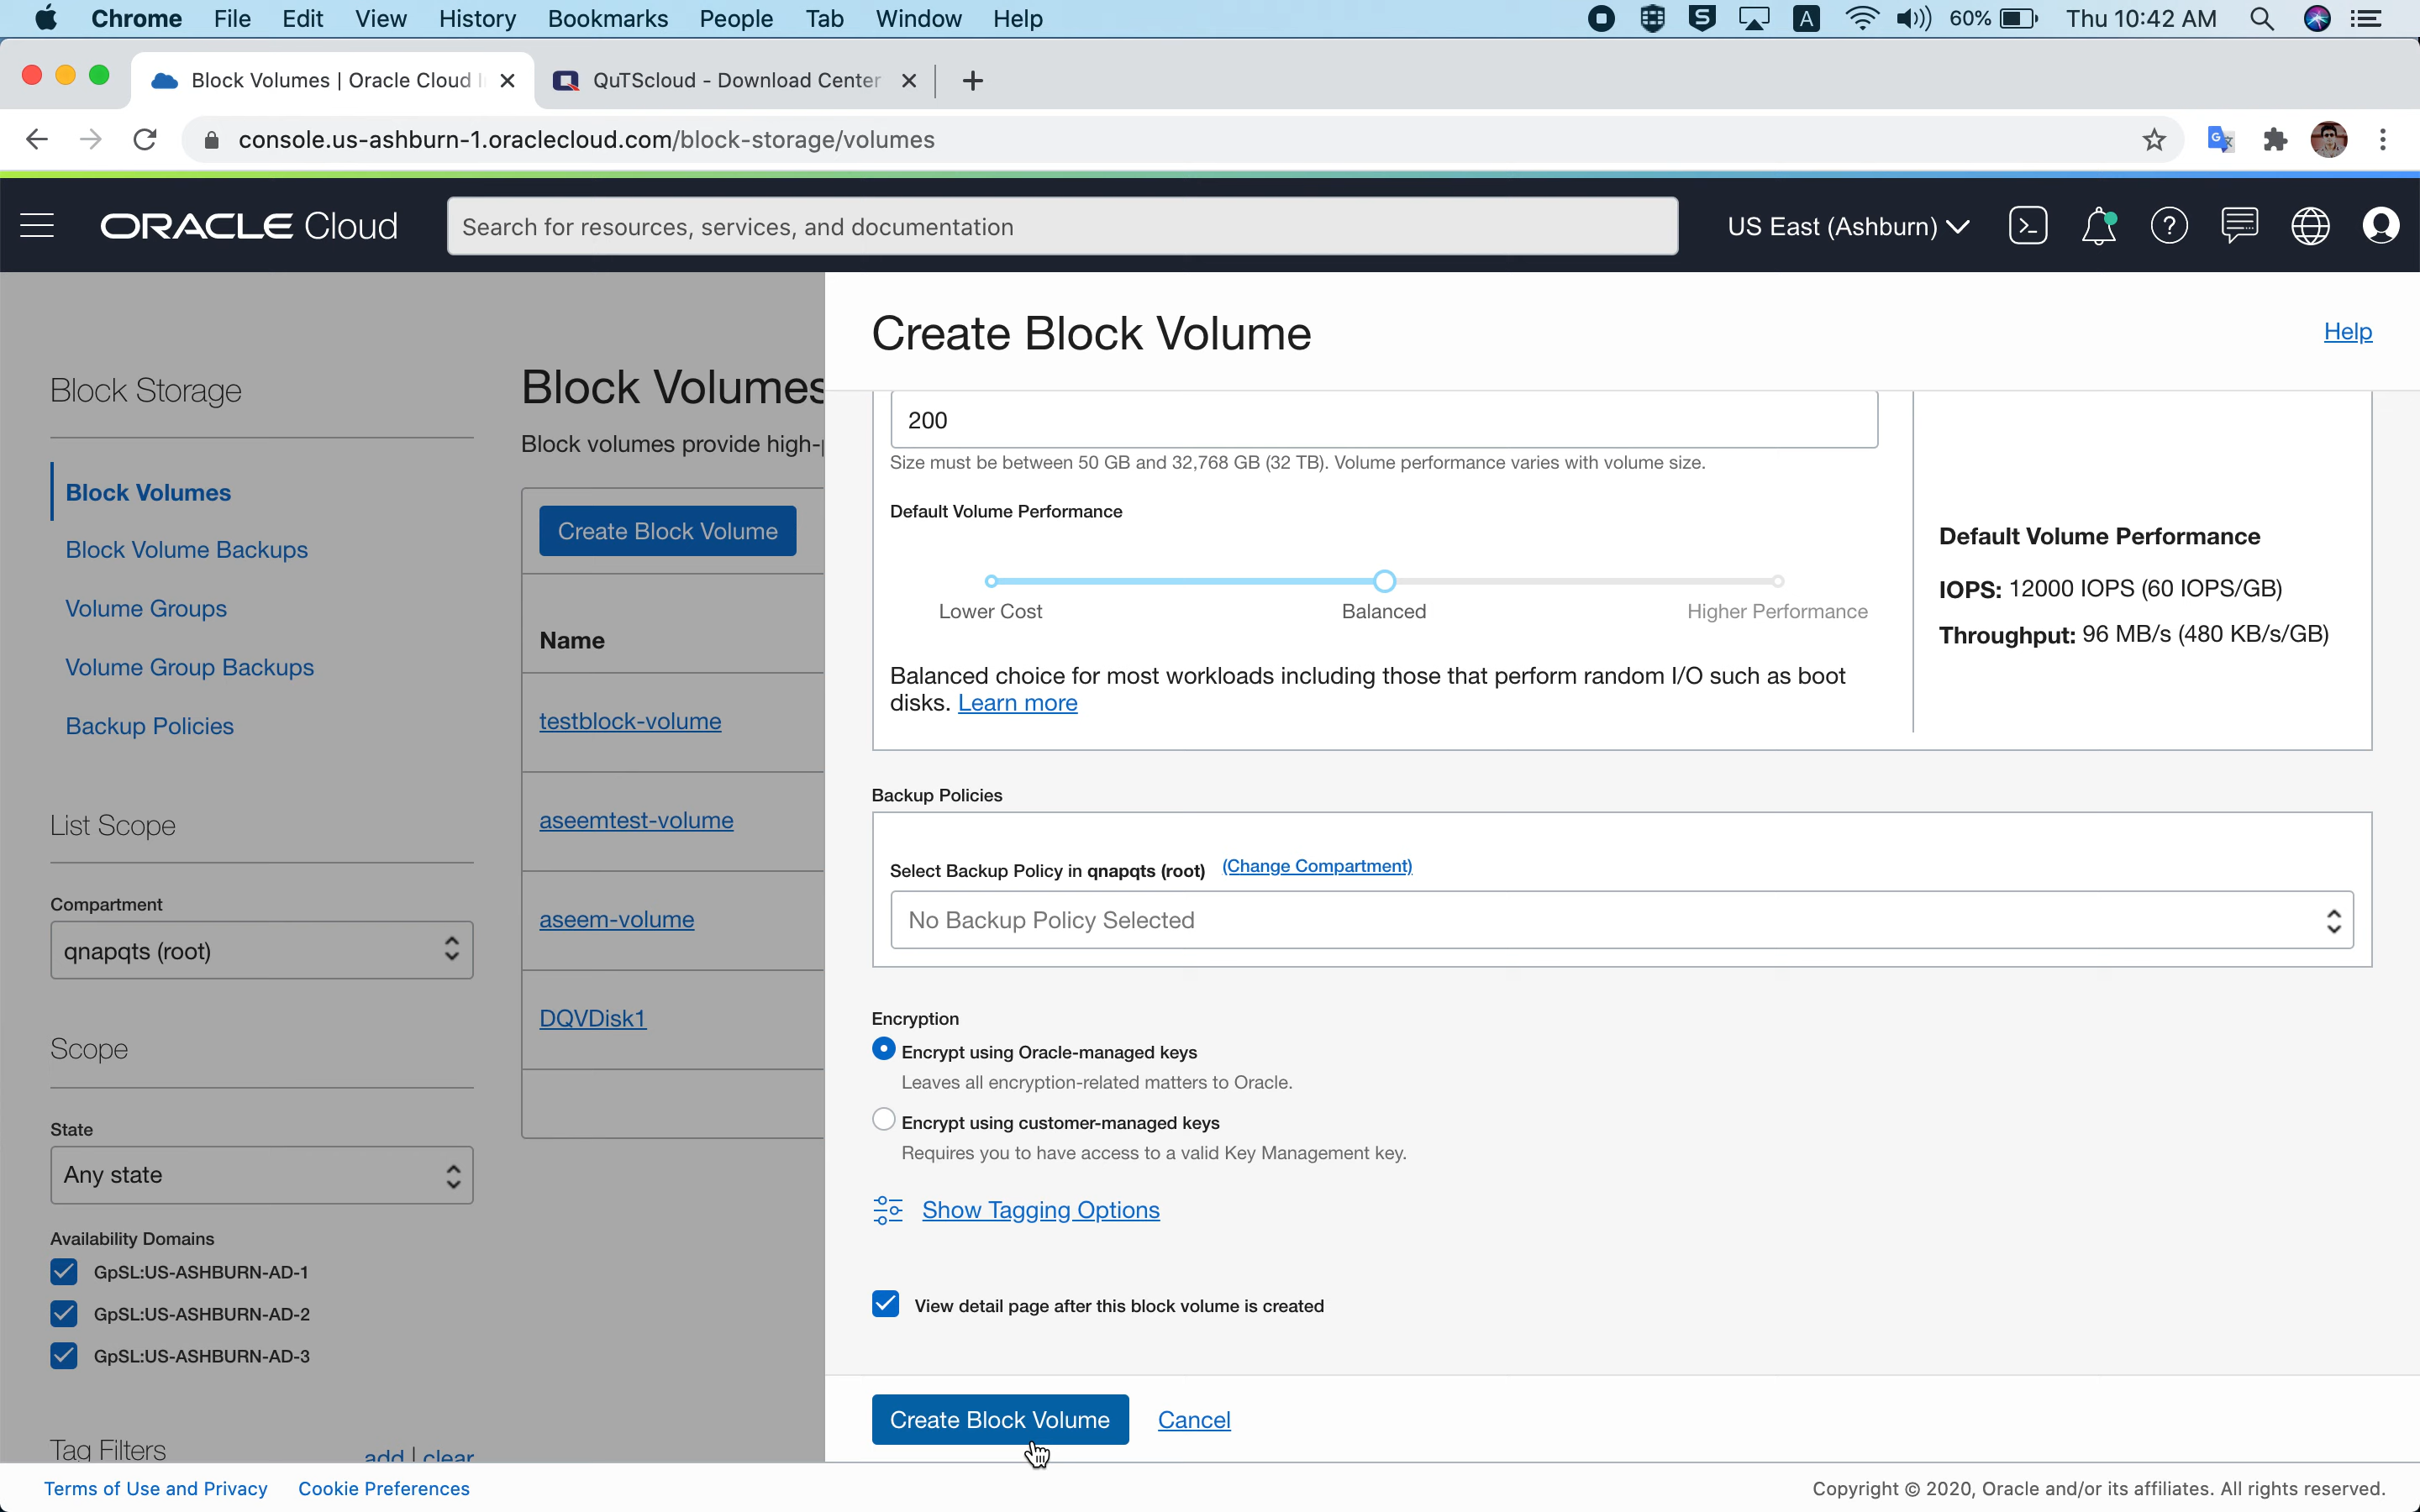 Chrome File Edit View History Bookmarks People Tab Window Help
A 60% Thu 10:42 AM
Block Volumes | Oracle Cloud
QuTScloud - Download Center
console.us-ashburn-1.oraclecloud.com/block-storage/volumes
ORACLE Cloud
Search for resources, services, and documentation
US East (Ashburn)
Block Storage
Block Volumes
Block Volume Backups
Volume Groups
Volume Group Backups
Backup Policies
List Scope
Compartment
qnapqts (root)
Scope
State
Any state
Availability Domains
GpSL:US-ASHBURN-AD-1
GpSL:US-ASHBURN-AD-2
GpSL:US-ASHBURN-AD-3
Tag Filters
add | clear
Block Volumes
Block volumes provide high-
Create Block Volume
Name
testblock-volume
aseemtest-volume
aseem-volume
DQVDisk1
Create Block Volume
Help
200
Size must be between 50 GB and 32,768 GB (32 TB). Volume performance varies with volume size.
Default Volume Performance
Lower Cost
Balanced
Higher Performance
Balanced choice for most workloads including those that perform random I/O such as boot
disks. Learn more
Default Volume Performance
IOPS: 12000 IOPS (60 IOPS/GB)
Throughput: 96 MB/s (480 KB/s/GB)
Backup Policies
Select Backup Policy in qnapqts (root) (Change Compartment)
No Backup Policy Selected
Encryption
Encrypt using Oracle-managed keys
Leaves all encryption-related matters to Oracle.
Encrypt using customer-managed keys
Requires you to have access to a valid Key Management key.
Show Tagging Options
View detail page after this block volume is created
Create Block Volume
Cancel
Terms of Use and Privacy
Cookie Preferences
Copyright © 2020, Oracle and/or its affiliates. All rights reserved.